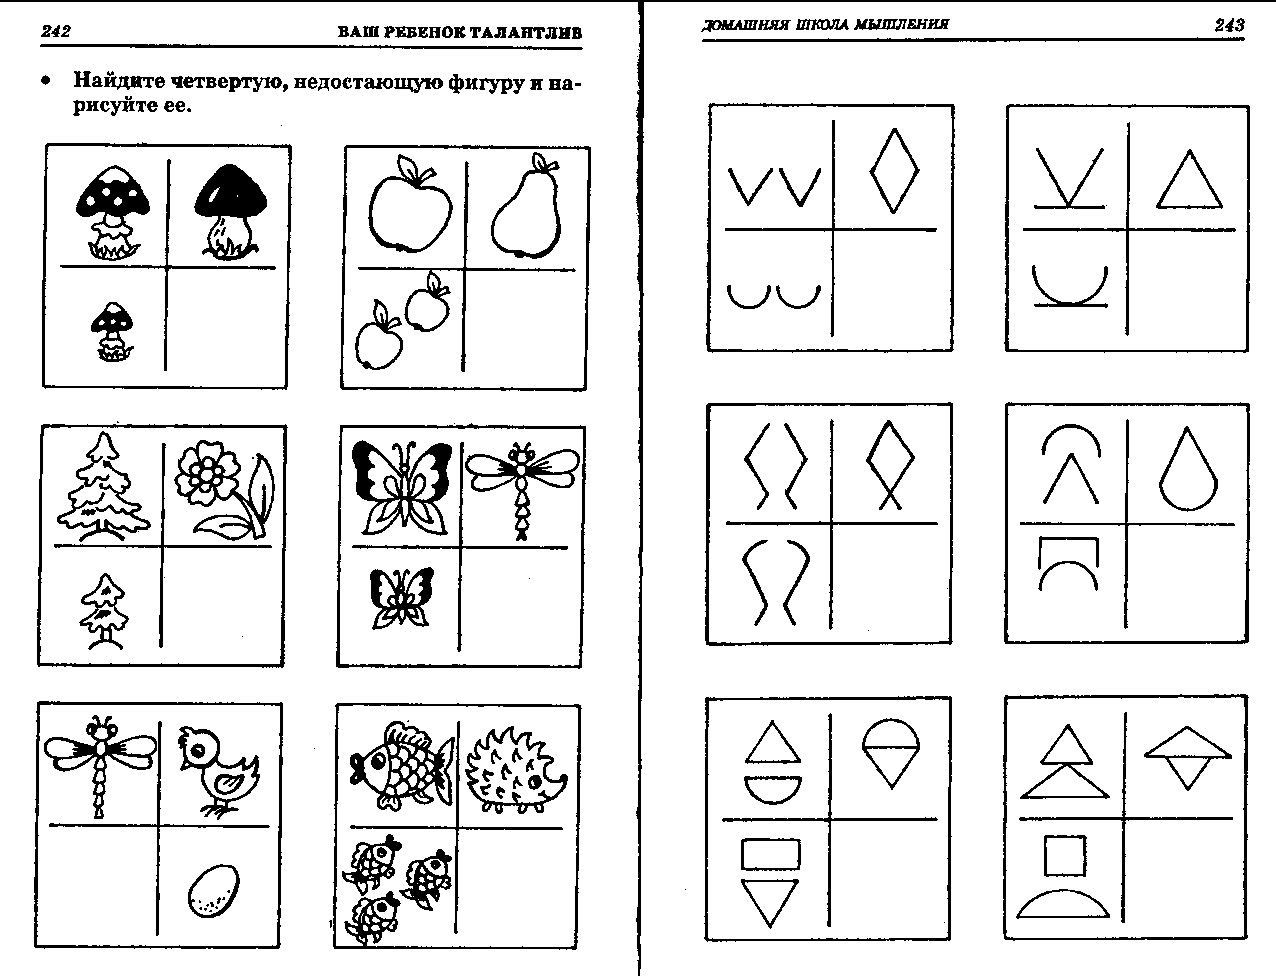 242 ВАШ РЕБЕНОК ТАЛАНТЛИВ
• Найдите четвертую, недостающую фигуру и на-
рисуйте ее.
ДОМАШНЯЯ ШКОЛА МЫШЛЕНИЯ 243